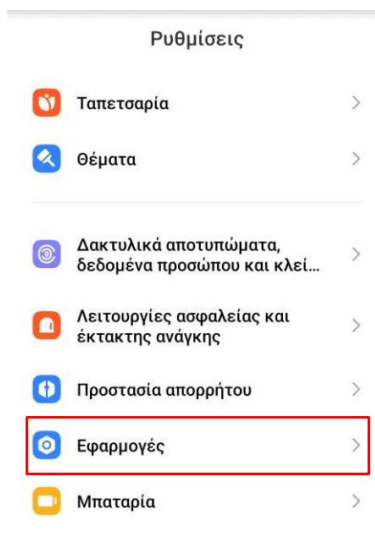 Ρυθμίσεις
Ταπετσαρία
Θέματα
Δακτυλικά αποτυπώματα,
δεδομένα προσώπου και κλεί...
Λειτουργίες ασφαλείας και
έκτακτης ανάγκης
Προστασία απορρήτου
Εφαρμογές
Μπαταρία